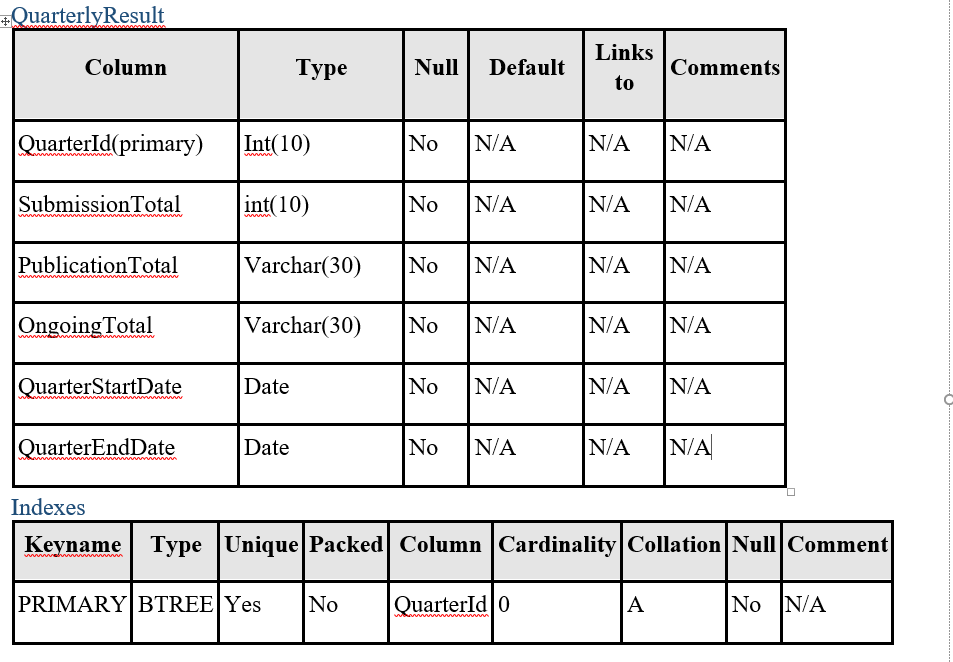 QuarterlyResult
Column Type Null Default Links to Comments
QuarterId(primary) Int(10) No N/A N/A N/A
SubmissionTotal int(10) No N/A N/A N/A
PublicationTotal Varchar(30) No N/A N/A N/A
OngoingTotal Varchar(30) No N/A N/A N/A
QuarterStartDate Date No N/A N/A N/A
QuarterEndDate Date No N/A N/A N/A
Indexes
Keyname Type Unique Packed Column Cardinality Collation Null Comment
PRIMARY BTREE Yes No QuarterId 0 A No N/A